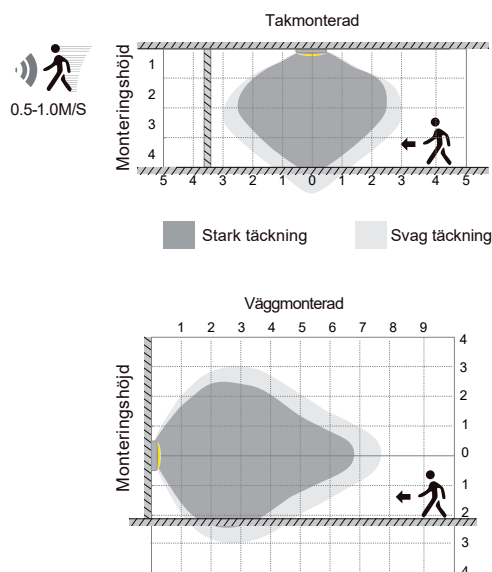 Takmonterad
0.5-1.0M/S
Monteringshöjd
1
2
3
4
5 4 3 2 1 0 1 2 3 4 5
Stark täckning Svag täckning
Väggmonterad
1 2 3 4 5 6 7 8 9
Monteringshöjd
4
3
2
1
0
1
2
3
4